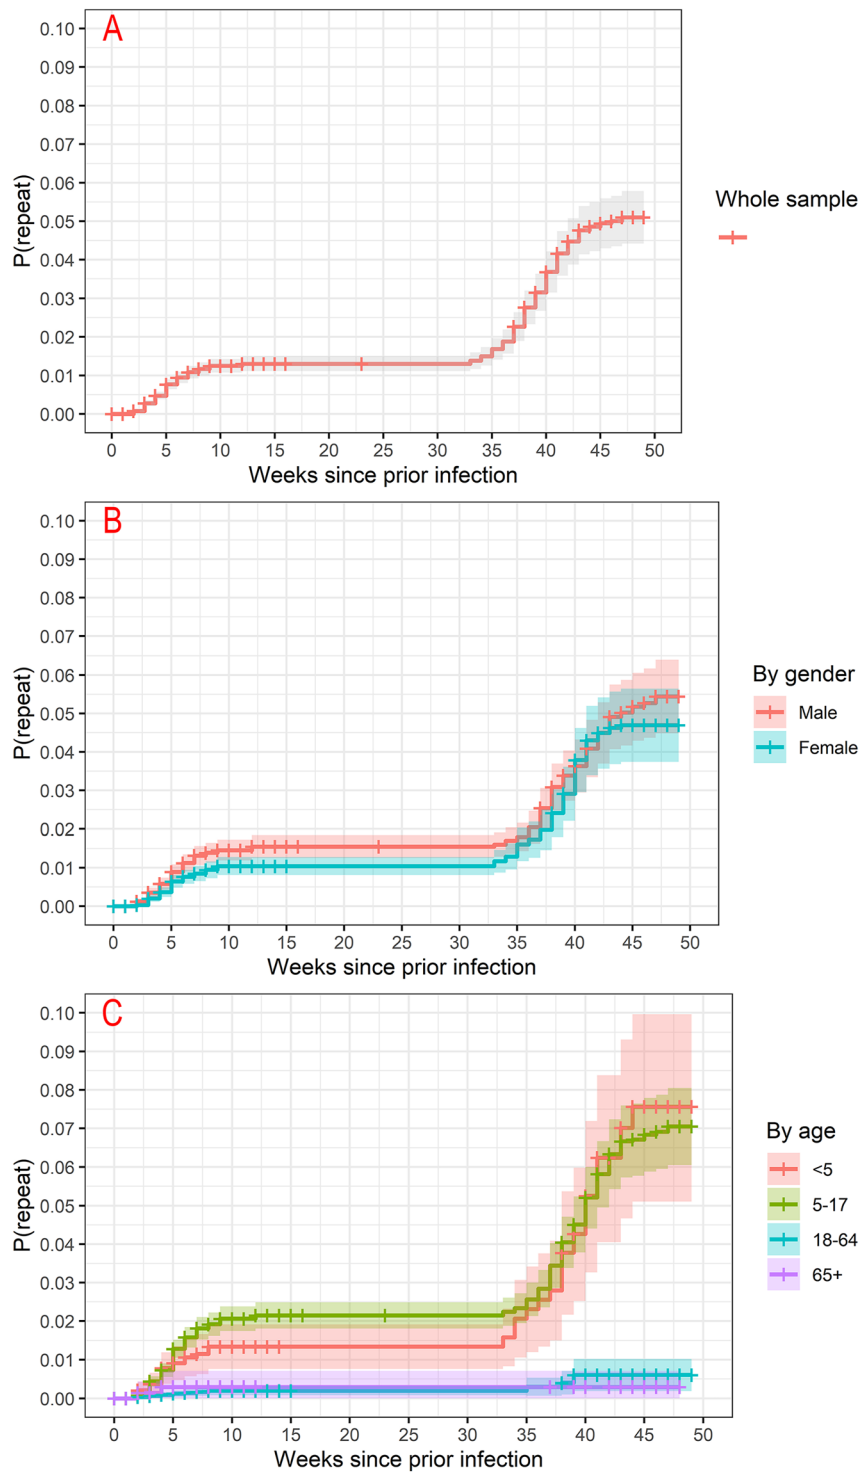 A
0.10
0.09
0.08
0.07
0.06
0.05
0.04
0.03
0.02
0.01
0.00
P(repeat)
0 5 10 15 20 25 30 35 40 45 50
Weeks since prior infection
Whole sample
B
0.10
0.09
0.08
0.07
0.06
0.05
0.04
0.03
0.02
0.01
0.00
P(repeat)
0 5 10 15 20 25 30 35 40 45 50
Weeks since prior infection
By gender
Male
Female
C
0.10
0.09
0.08
0.07
0.06
0.05
0.04
0.03
0.02
0.01
0.00
P(repeat)
0 5 10 15 20 25 30 35 40 45 50
Weeks since prior infection
By age
<5
5-17
18-64
65+